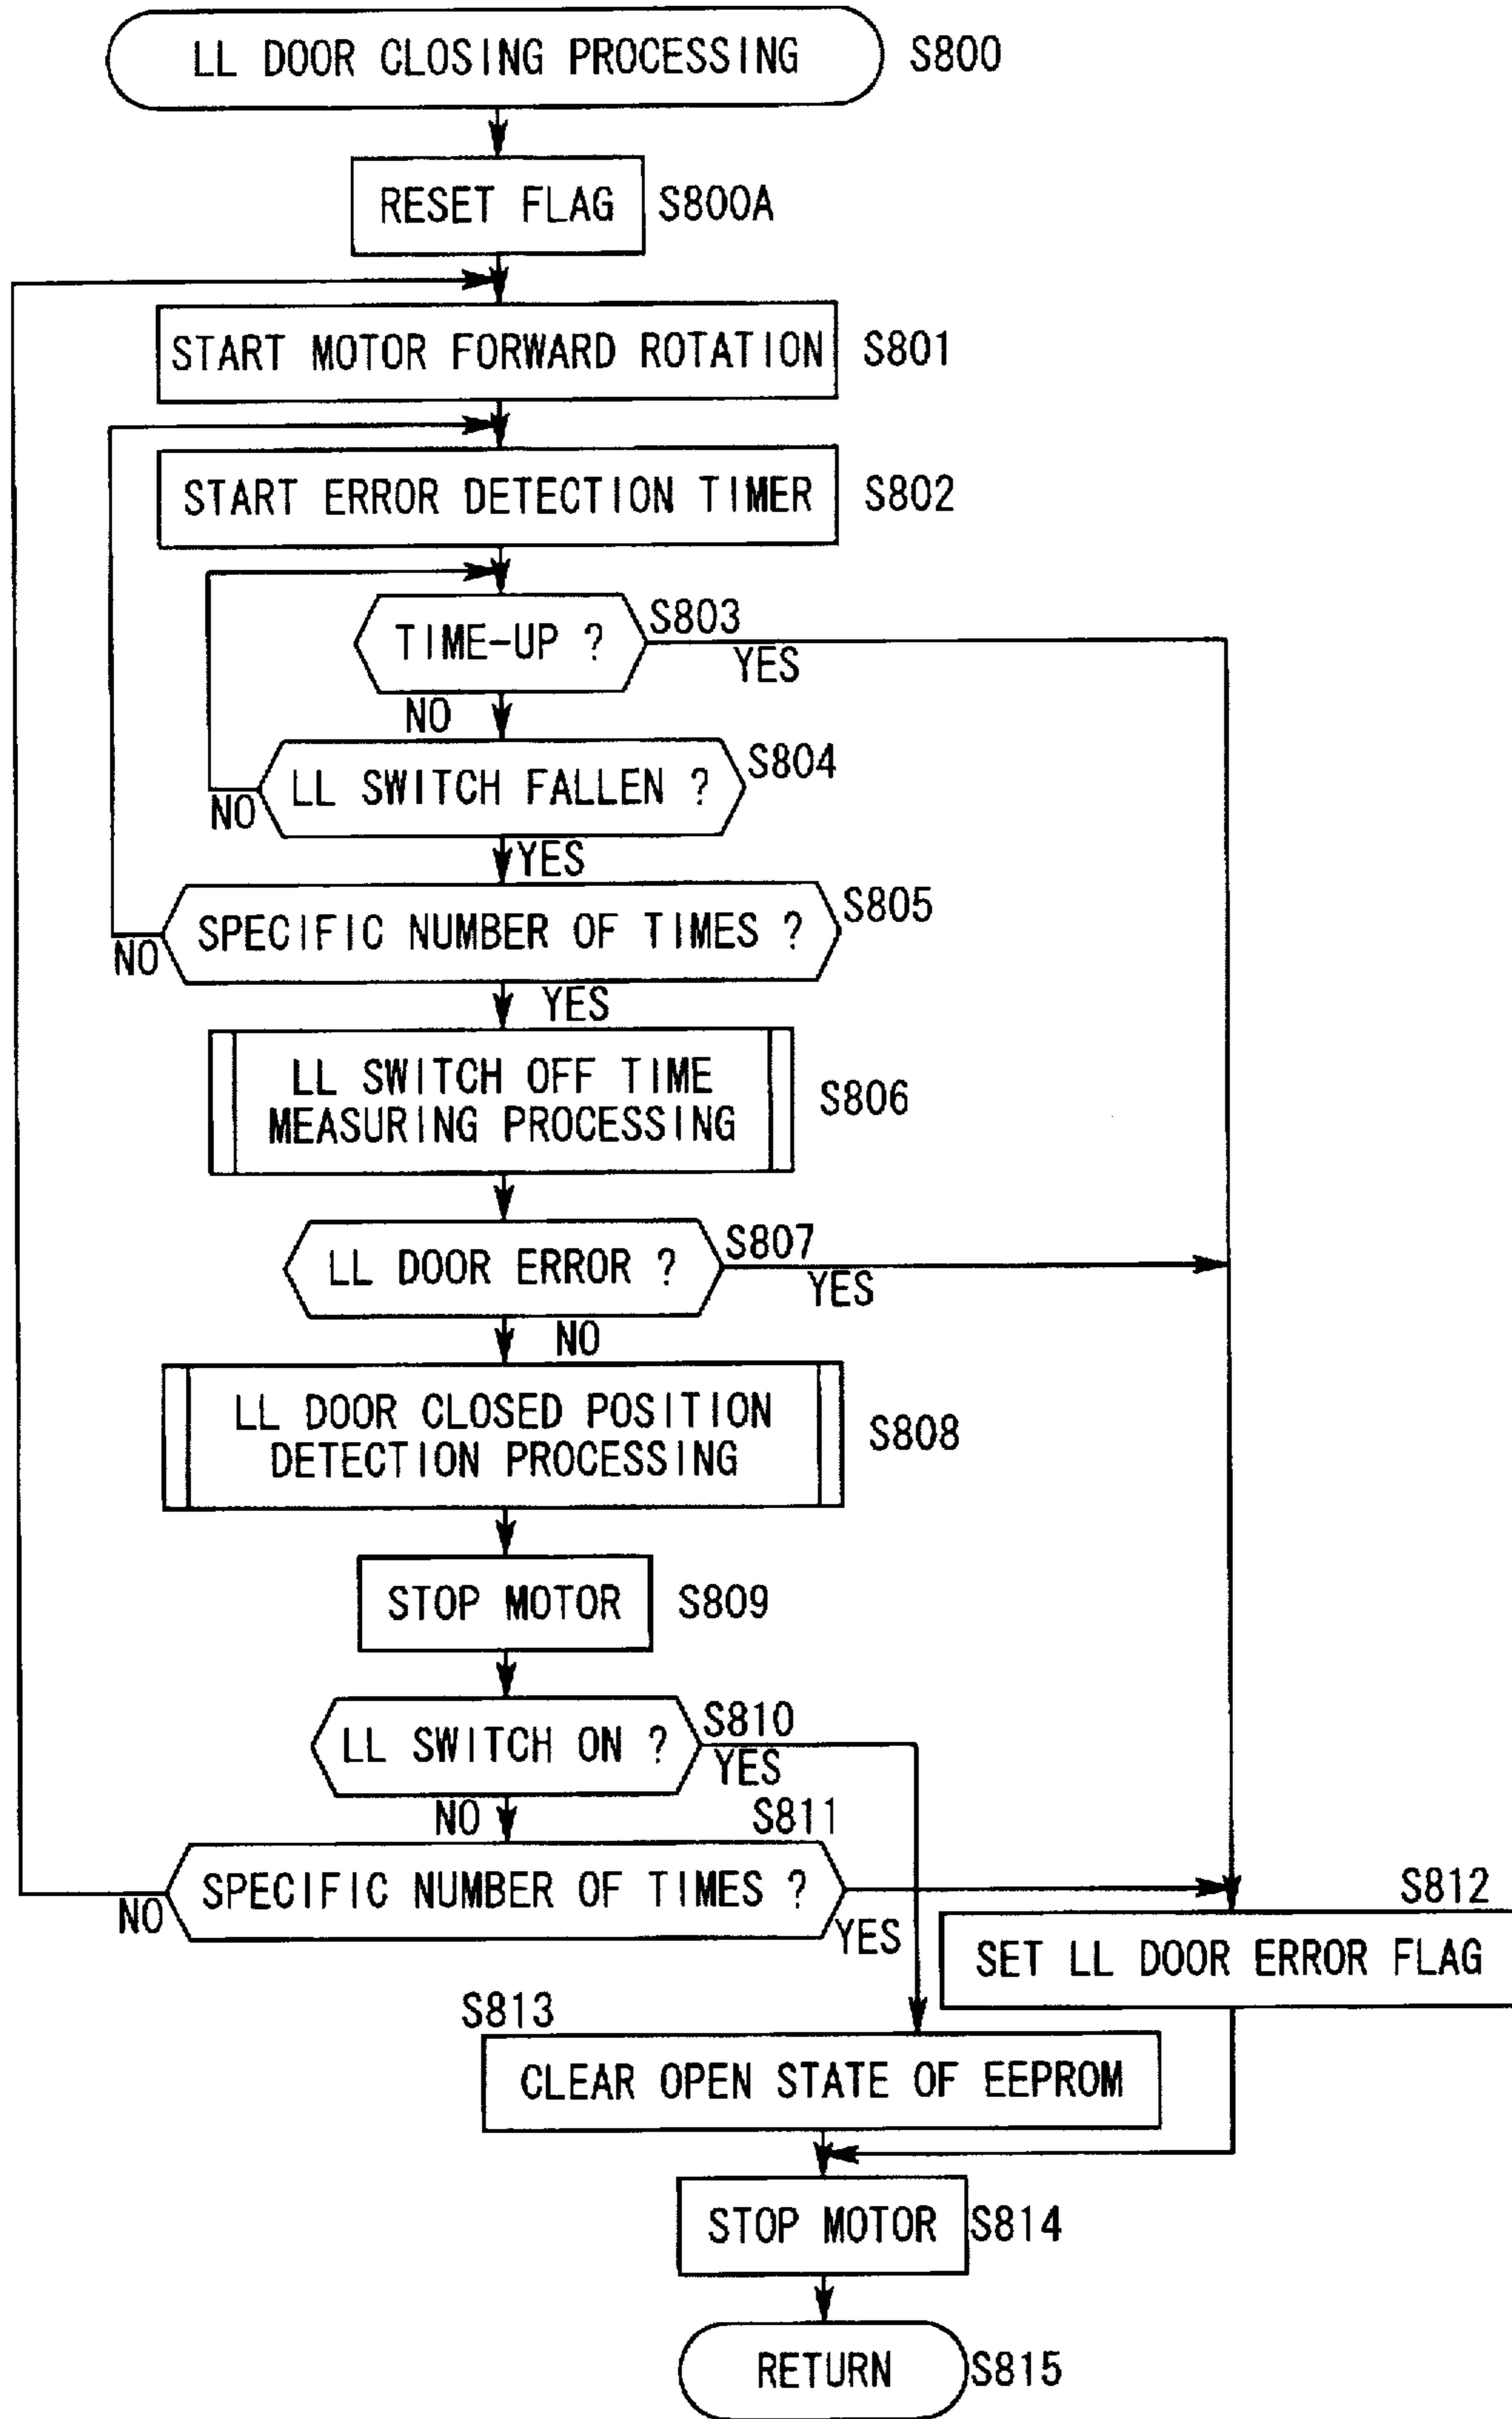 LL DOOR CLOSING PROCESSING S800
RESET FLAG S800A
START MOTOR FORWARD ROTATION S801
START ERROR DETECTION TIMER S802
TIME-UP ? S803
YES
NO
LL SWITCH FALLEN ? S804
NO
YES
SPECIFIC NUMBER OF TIMES ? S805
NO
YES
LL SWITCH OFF TIME
MEASURING PROCESSING
S806
LL DOOR ERROR ? S807
YES
NO
LL DOOR CLOSED POSITION
DETECTION PROCESSING
S808
STOP MOTOR S809
LL SWITCH ON ? S810
YES
NO
S811
SPECIFIC NUMBER OF TIMES ?
NO
YES
S812
SET LL DOOR ERROR FLAG
S813
CLEAR OPEN STATE OF EEPROM
STOP MOTOR S814
RETURN S815